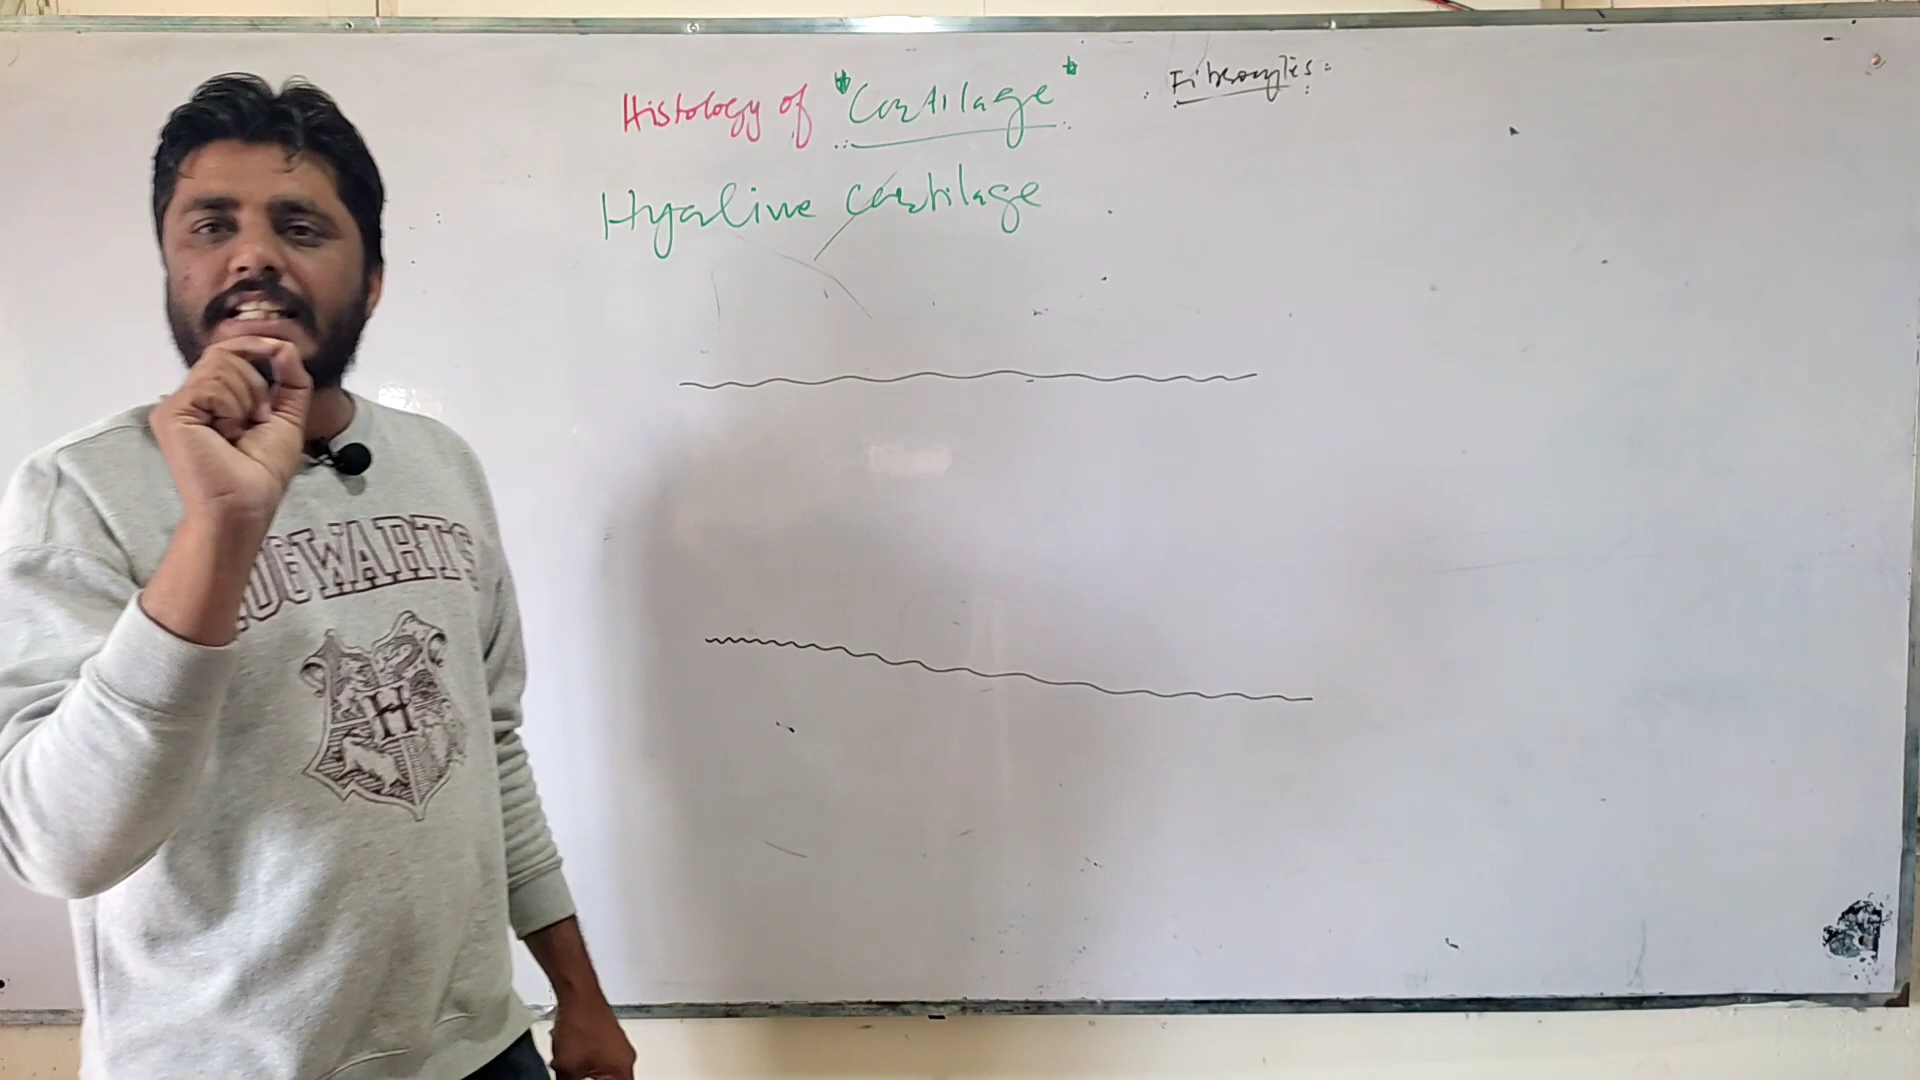 Histology of "Cartilage"
Fibrocytes:
Hyaline cartilage
HOGWARTS
H